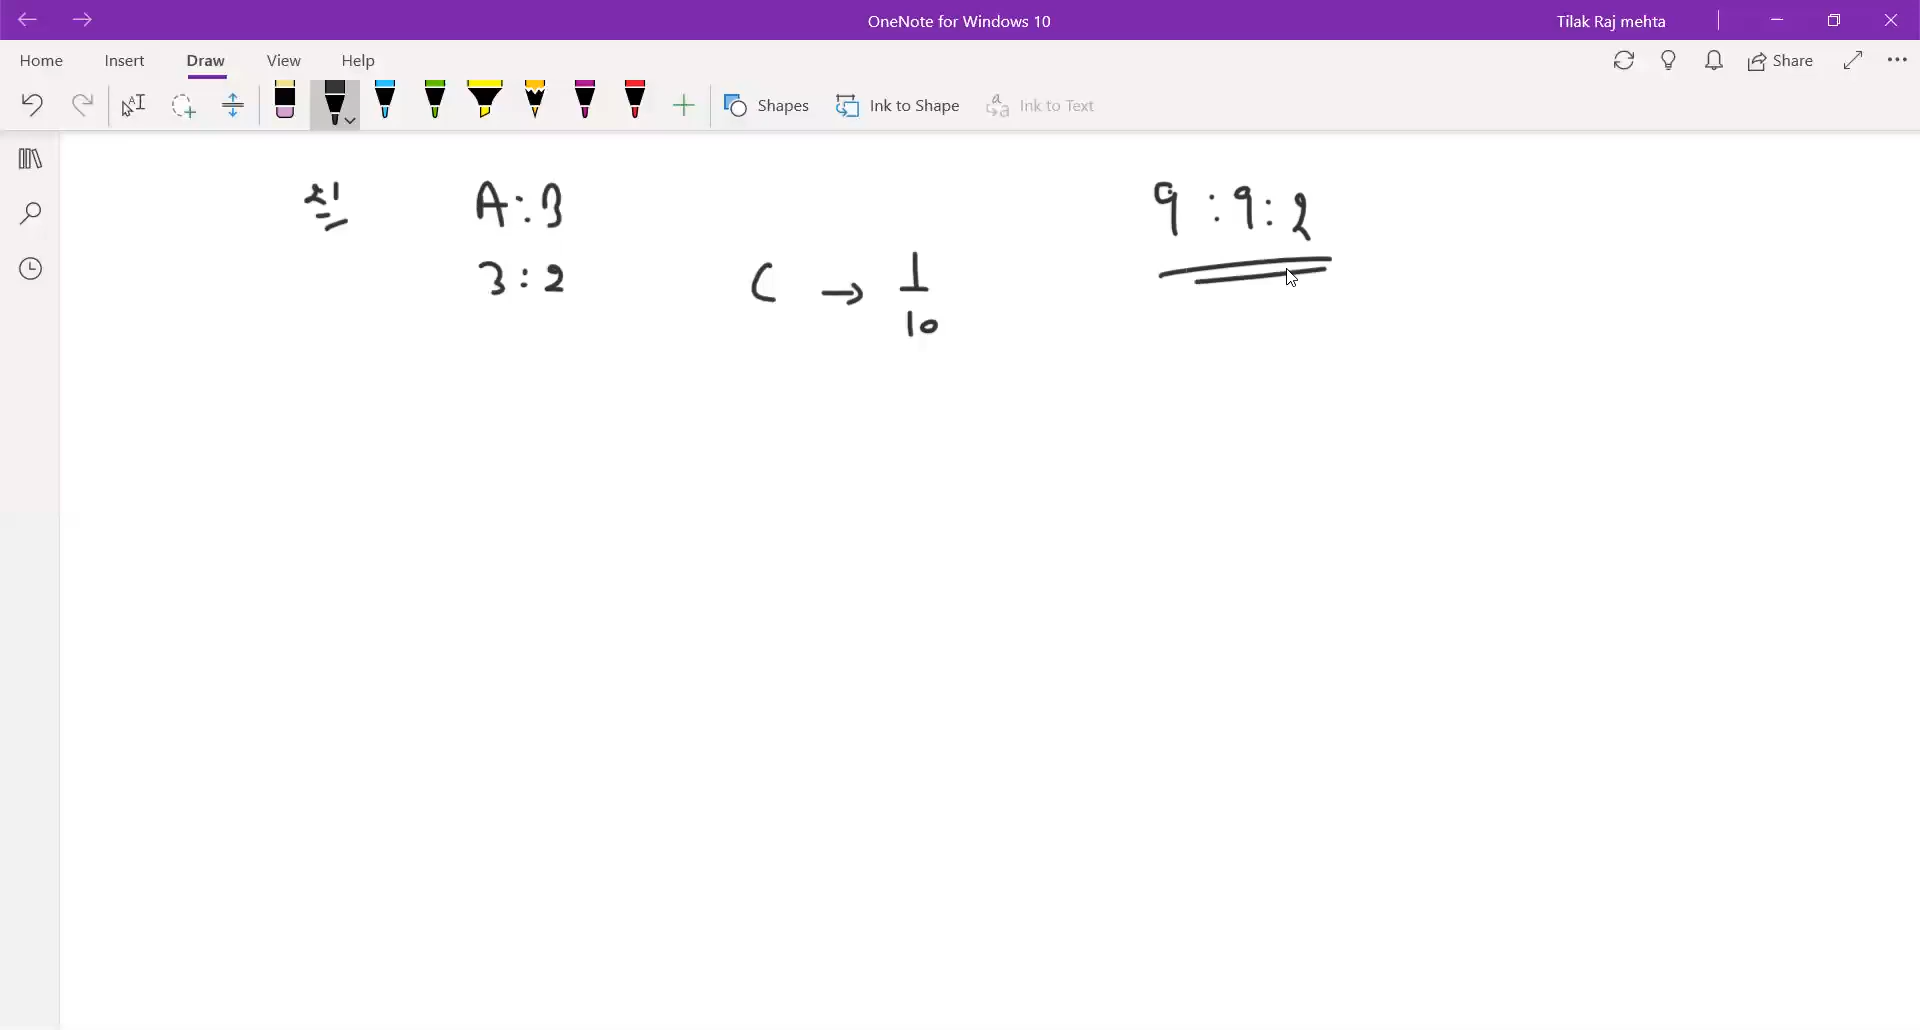 OneNote for Windows 10
Tilak Raj mehta
Home Insert Draw View Help
Share
Shapes Ink to Shape Ink to Text
21 A:B 9:9:2
3:2 C → 1/10